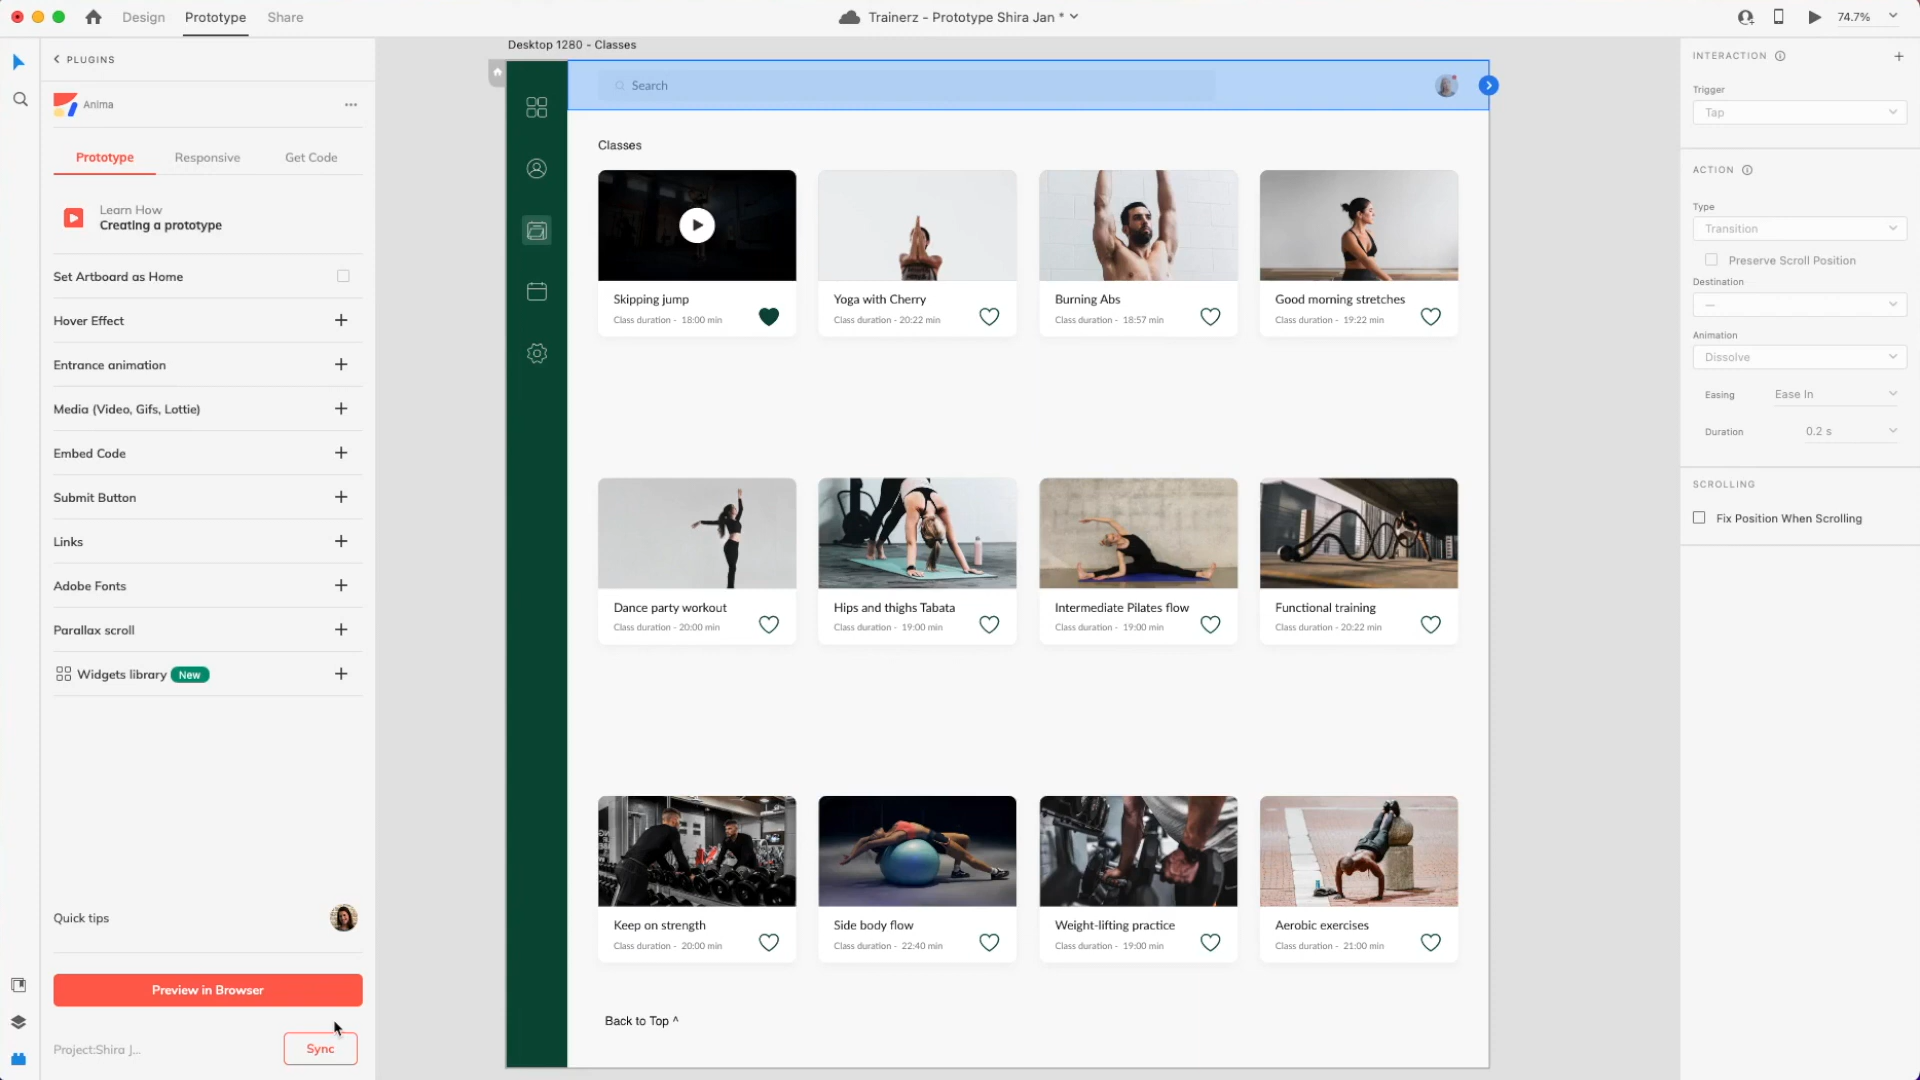 Design
Prototype
Share
Trainerz - Prototype Shira Jan *
74.7%
PLUGINS
Anima
Prototype
Responsive
Get Code
Learn How
Creating a prototype
Set Artboard as Home
Hover Effect
Entrance animation
Media (Video, Gifs, Lottie)
Embed Code
Submit Button
Links
Adobe Fonts
Parallax scroll
Widgets library New
Quick tips
Preview in Browser
Project:Shira J...
Sync
Desktop 1280 - Classes
Search
Classes
Skipping jump
Class duration - 18:00 min
Yoga with Cherry
Class duration - 20:22 min
Burning Abs
Class duration - 18:57 min
Good morning stretches
Class duration - 19:22 min
Dance party workout
Class duration - 20:00 min
Hips and thighs Tabata
Class duration - 19:00 min
Intermediate Pilates flow
Class duration - 19:00 min
Functional training
Class duration - 20:22 min
Keep on strength
Class duration - 20:00 min
Side body flow
Class duration - 22:40 min
Weight-lifting practice
Class duration - 19:00 min
Aerobic exercises
Class duration - 21:00 min
Back to Top ^
INTERACTION
Trigger
Tap
ACTION
Type
Transition
Preserve Scroll Position
Destination
—
Animation
Dissolve
Easing
Ease In
Duration
0.2 s
SCROLLING
Fix Position When Scrolling